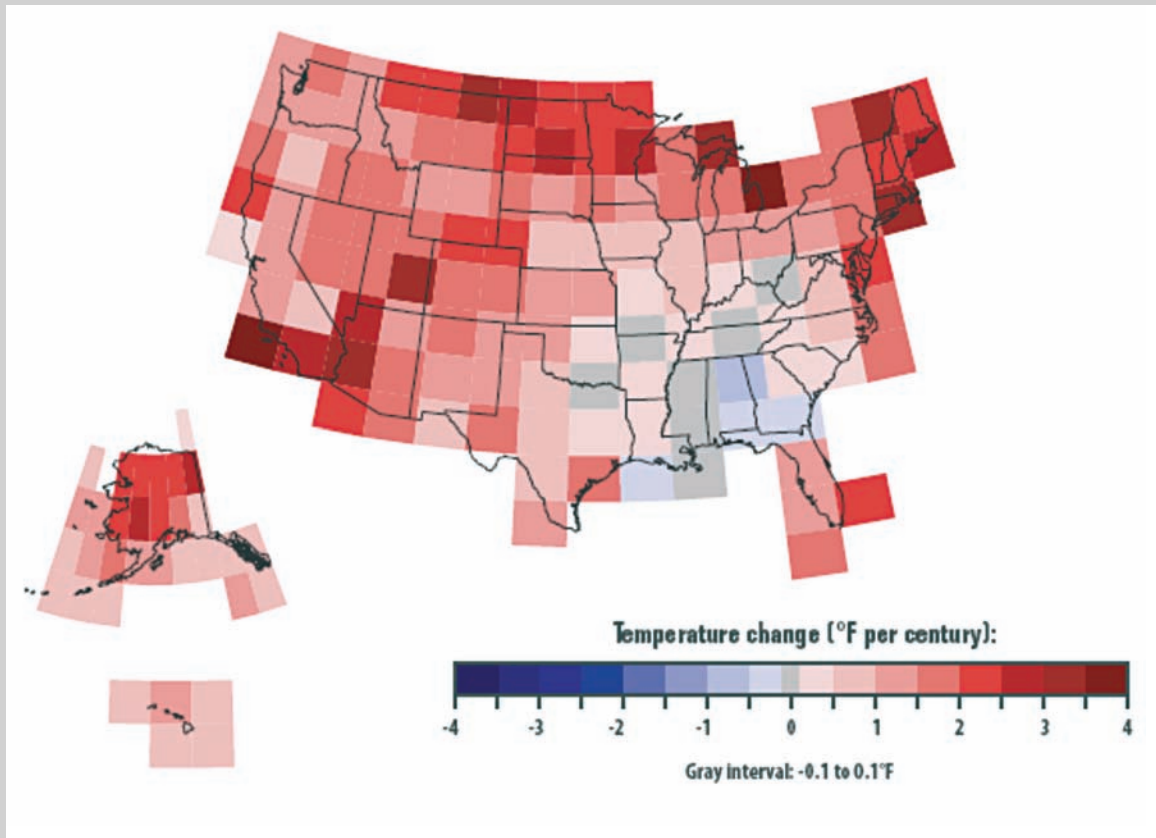 Temperature change (°F per century):
-4 -3 -2 -1 0 1 2 3 4
Gray interval: -0.1 to 0.1°F